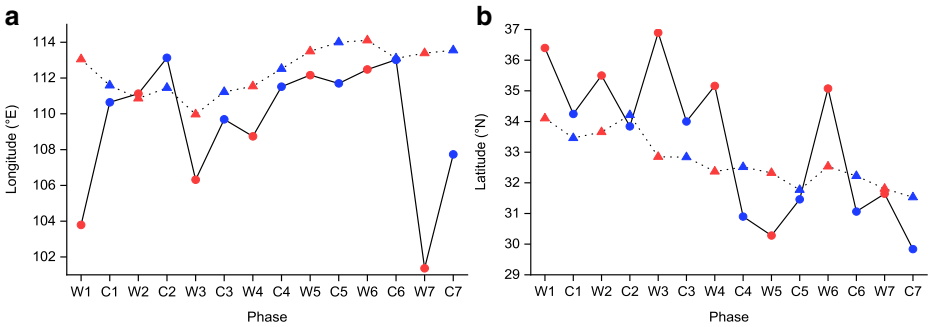 a
Longitude (°E)
114
112
110
108
106
104
102
W1 C1 W2 C2 W3 C3 W4 C4 W5 C5 W6 C6 W7 C7
Phase
b
Latitude (°N)
37
36
35
34
33
32
31
30
29
W1 C1 W2 C2 W3 C3 W4 C4 W5 C5 W6 C6 W7 C7
Phase